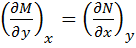 (∂M/∂y)ₓ = (∂N/∂x)ᵧ